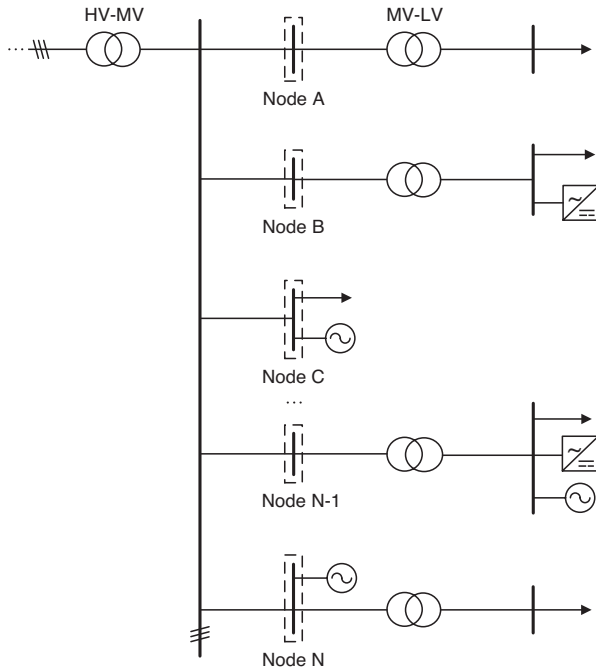 HV-MV
MV-LV
...
Node A
Node B
Node C
...
Node N-1
Node N